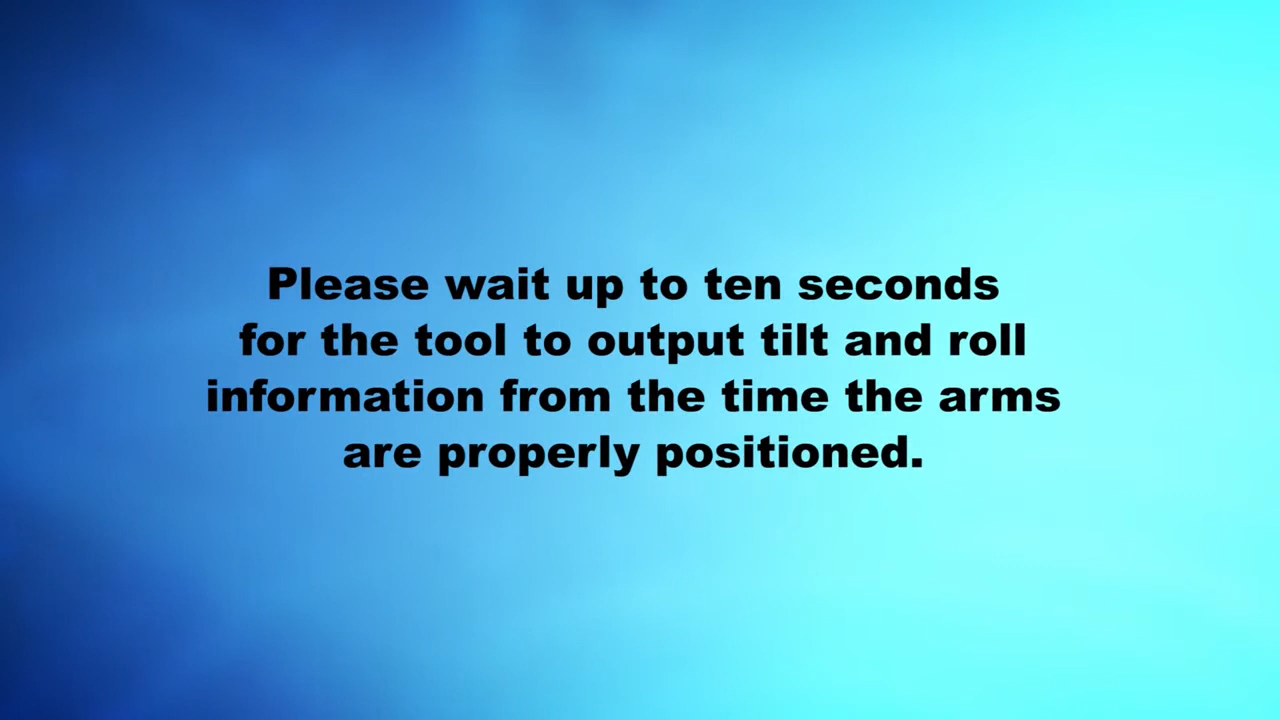 Please wait up to ten seconds
for the tool to output tilt and roll
information from the time the arms
are properly positioned.